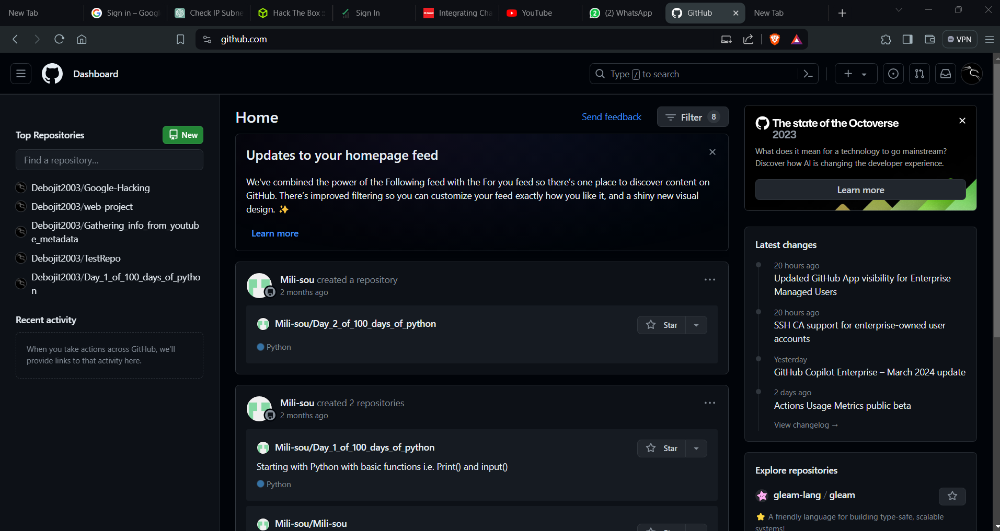 New Tab
Sign in – Goog
Check IP Subne
Hack The Box ::
Sign In
Integrating Cha
YouTube
(2) WhatsApp
GitHub
New Tab
github.com
VPN
Dashboard
Type / to search
Top Repositories
New
Find a repository...
Debojit2003/Google-Hacking
Debojit2003/web-project
Debojit2003/Gathering_info_from_youtub
e_metadata
Debojit2003/TestRepo
Debojit2003/Day_1_of_100_days_of_pytho
n
Recent activity
When you take actions across GitHub, we'll
provide links to that activity here.
Home
Send feedback
Filter 8
Updates to your homepage feed
We've combined the power of the Following feed with the For you feed so there's one place to discover content on
GitHub. There's improved filtering so you can customize your feed exactly how you like it, and a shiny new visual
design. ✨
Learn more
Mili-sou created a repository
2 months ago
Mili-sou/Day_2_of_100_days_of_python
Star
Python
Mili-sou created 2 repositories
2 months ago
Mili-sou/Day_1_of_100_days_of_python
Star
Starting with Python with basic functions i.e. Print() and input()
Python
Mili-sou/Mili-sou
The state of the Octoverse
2023
What does it mean for a technology to go mainstream?
Discover how AI is changing the developer experience.
Learn more
Latest changes
20 hours ago
Updated GitHub App visibility for Enterprise
Managed Users
20 hours ago
SSH CA support for enterprise-owned user
accounts
Yesterday
GitHub Copilot Enterprise – March 2024 update
2 days ago
Actions Usage Metrics public beta
View changelog →
Explore repositories
gleam-lang / gleam
⭐ A friendly language for building type-safe, scalable
systems!